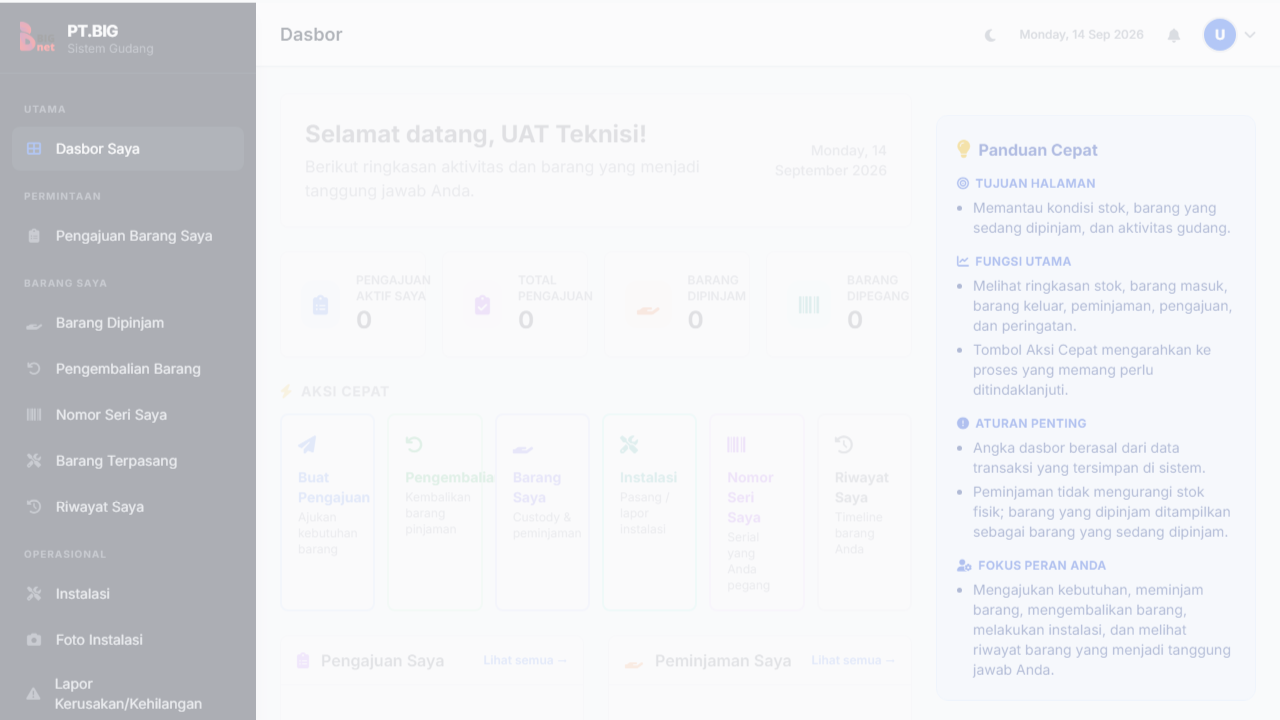 net
PT.BIG
Sistem Gudang
UTAMA
Dasbor Saya
PERMINTAAN
Pengajuan Barang Saya
BARANG SAYA
Barang Dipinjam
Pengembalian Barang
Nomor Seri Saya
Barang Terpasang
Riwayat Saya
OPERASIONAL
Instalasi
Foto Instalasi
Lapor
Kerusakan/Kehilangan
Dasbor
Monday, 14 Sep 2026
U
Selamat datang, UAT Teknisi!
Berikut ringkasan aktivitas dan barang yang menjadi
tanggung jawab Anda.
Monday, 14
September 2026
PENGAJUAN
AKTIF SAYA
0
TOTAL
PENGAJUAN
0
BARANG
DIPINJAM
0
BARANG
DIPEGANG
0
AKSI CEPAT
Buat
Pengajuan
Ajukan
kebutuhan
barang
Pengembalia
Kembalikan
barang
pinjaman
Barang
Saya
Custody &
peminjaman
Instalasi
Pasang /
lapor
instalasi
Nomor
Seri
Saya
Serial
yang
Anda
pegang
Riwayat
Saya
Timeline
barang
Anda
Pengajuan Saya
Lihat semua →
Peminjaman Saya
Lihat semua →
Panduan Cepat
TUJUAN HALAMAN
• Memantau kondisi stok, barang yang
sedang dipinjam, dan aktivitas gudang.
FUNGSI UTAMA
• Melihat ringkasan stok, barang masuk,
barang keluar, peminjaman, pengajuan,
dan peringatan.
• Tombol Aksi Cepat mengarahkan ke
proses yang memang perlu
ditindaklanjuti.
ATURAN PENTING
• Angka dasbor berasal dari data
transaksi yang tersimpan di sistem.
• Peminjaman tidak mengurangi stok
fisik; barang yang dipinjam ditampilkan
sebagai barang yang sedang dipinjam.
FOKUS PERAN ANDA
• Mengajukan kebutuhan, meminjam
barang, mengembalikan barang,
melakukan instalasi, dan melihat
riwayat barang yang menjadi tanggung
jawab Anda.